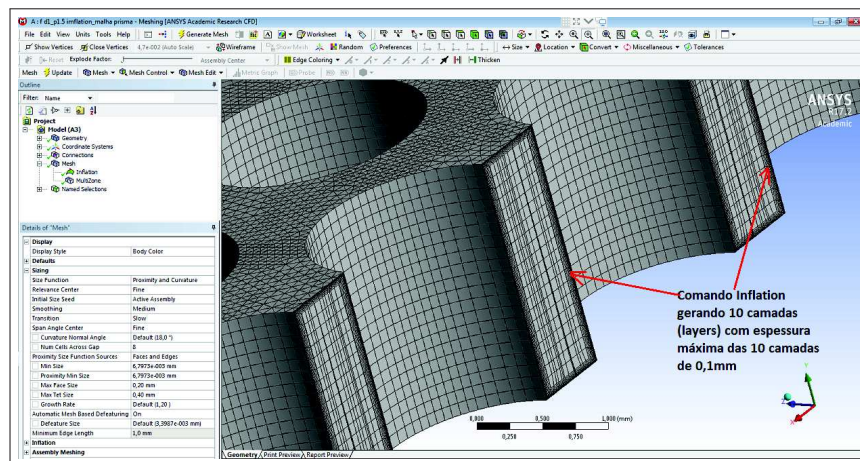 A : f d1_p1.5 imflation_malha prisma - Meshing [ANSYS Academic Research CFD]
File Edit View Units Tools Help Generate Mesh Worksheet
Show Vertices Close Vertices 4,7e-002 (Auto Scale) Wireframe Show Mesh Random Preferences Size Location Convert Miscellaneous Tolerances
Reset Explode Factor: Assembly Center Edge Coloring Thicken
Mesh Update Mesh Mesh Control Mesh Edit Metric Graph Probe
Outline
Filter: Name
Project
Model (A3)
Geometry
Coordinate Systems
Connections
Mesh
Inflation
MultiZone
Named Selections
Details of "Mesh"
Display
Display Style Body Color
Defaults
Sizing
Size Function Proximity and Curvature
Relevance Center Fine
Initial Size Seed Active Assembly
Smoothing Medium
Transition Slow
Span Angle Center Fine
Curvature Normal Angle Default (18,0 °)
Num Cells Across Gap 8
Proximity Size Function Sources Faces and Edges
Min Size 6,7973e-003 mm
Proximity Min Size 6,7973e-003 mm
Max Face Size 0,20 mm
Max Tet Size 0,40 mm
Growth Rate Default (1,20 )
Automatic Mesh Based Defeaturing On
Defeature Size Default (3,3987e-003 mm)
Minimum Edge Length 1,0 mm
Inflation
Assembly Meshing
ANSYS
R17.2
Academic
Comando Inflation
gerando 10 camadas
(layers) com espessura
máxima das 10 camadas
de 0,1mm
0,000 0,500 1,000 (mm)
0,250 0,750
Y
Z
X
Geometry Print Preview Report Preview